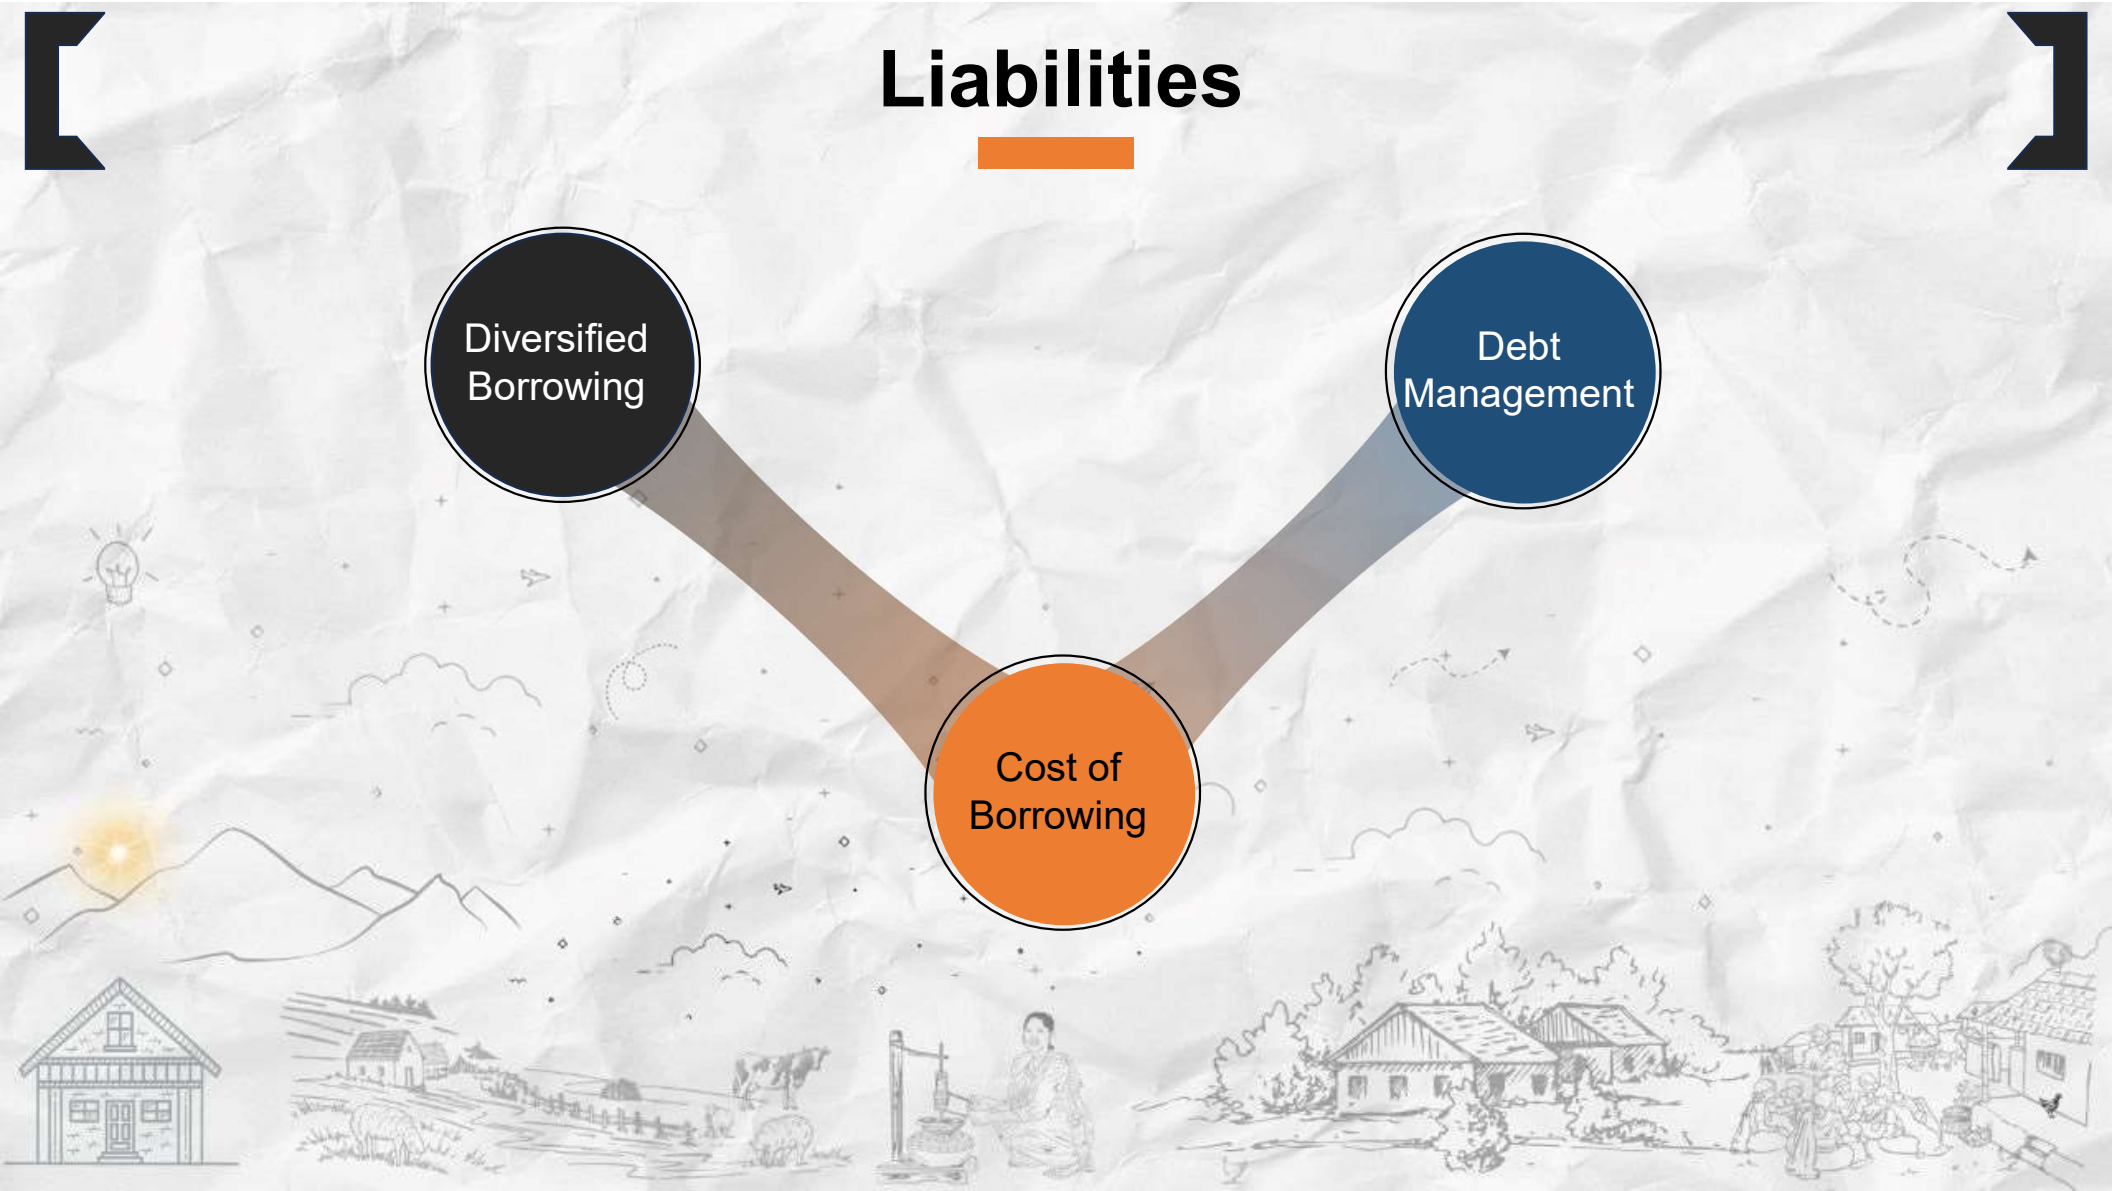 Liabilities
Diversified
Borrowing
Debt
Management
Cost of
Borrowing